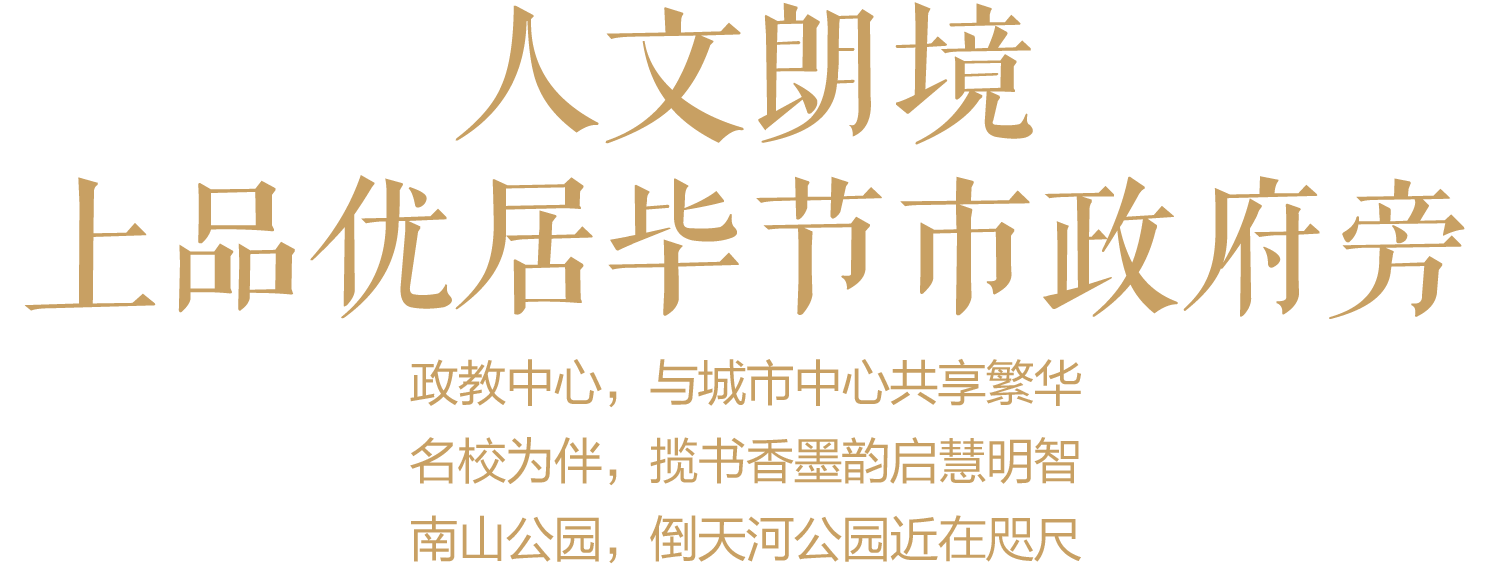 人文朗境
上品优居毕节市政府旁
政教中心，与城市中心共享繁华
名校为伴，揽书香墨韵启慧明智
南山公园，倒天河公园近在咫尺